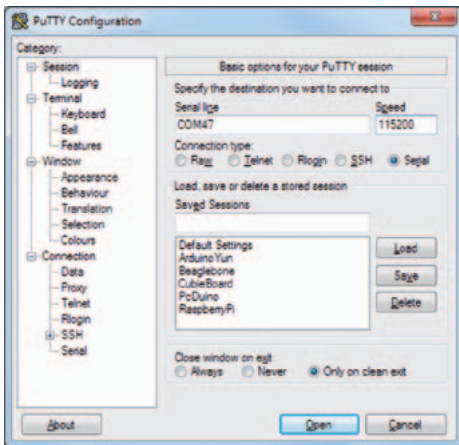 PuTTY Configuration
Category:
Session
Logging
Terminal
Keyboard
Bell
Features
Window
Appearance
Behaviour
Translation
Selection
Colours
Connection
Data
Proxy
Telnet
Rlogin
SSH
Serial
Basic options for your PuTTY session
Specify the destination you want to connect to
Serial line Speed
COM47 115200
Connection type:
Raw Telnet Rlogin SSH Serial
Load, save or delete a stored session
Saved Sessions
Default Settings
ArduinoYun
Beaglebone
CubieBoard
PcDuino
RaspberryPi
Load
Save
Delete
Close window on exit:
Always Never Only on clean exit
About Open Cancel